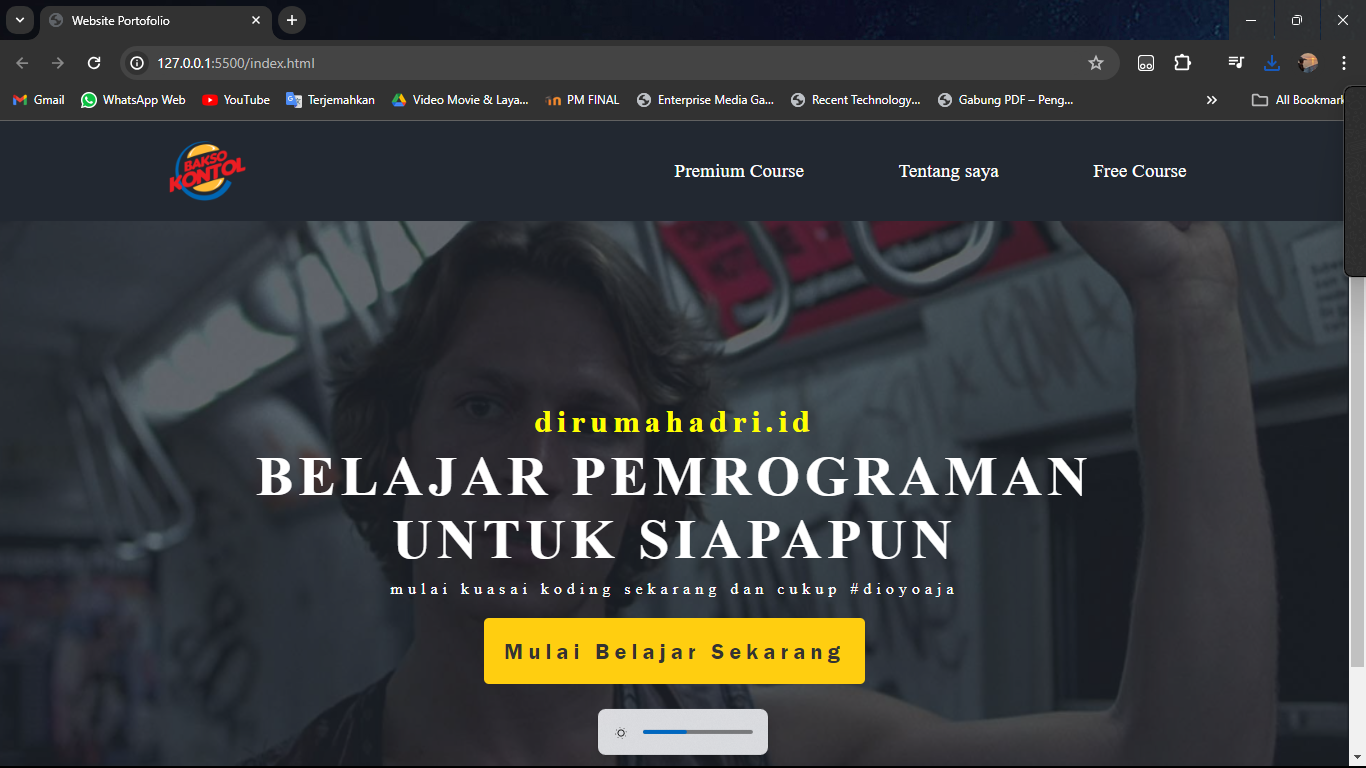 Website Portofolio
127.0.0.1:5500/index.html
Gmail WhatsApp Web YouTube Terjemahkan Video Movie & Laya... PM FINAL Enterprise Media Ga... Recent Technology... Gabung PDF – Peng... All Bookmark
BAKSO
KONTOL
Premium Course Tentang saya Free Course
dirumahadri.id
BELAJAR PEMROGRAMAN
UNTUK SIAPAPUN
mulai kuasai koding sekarang dan cukup #dioyoaja
Mulai Belajar Sekarang